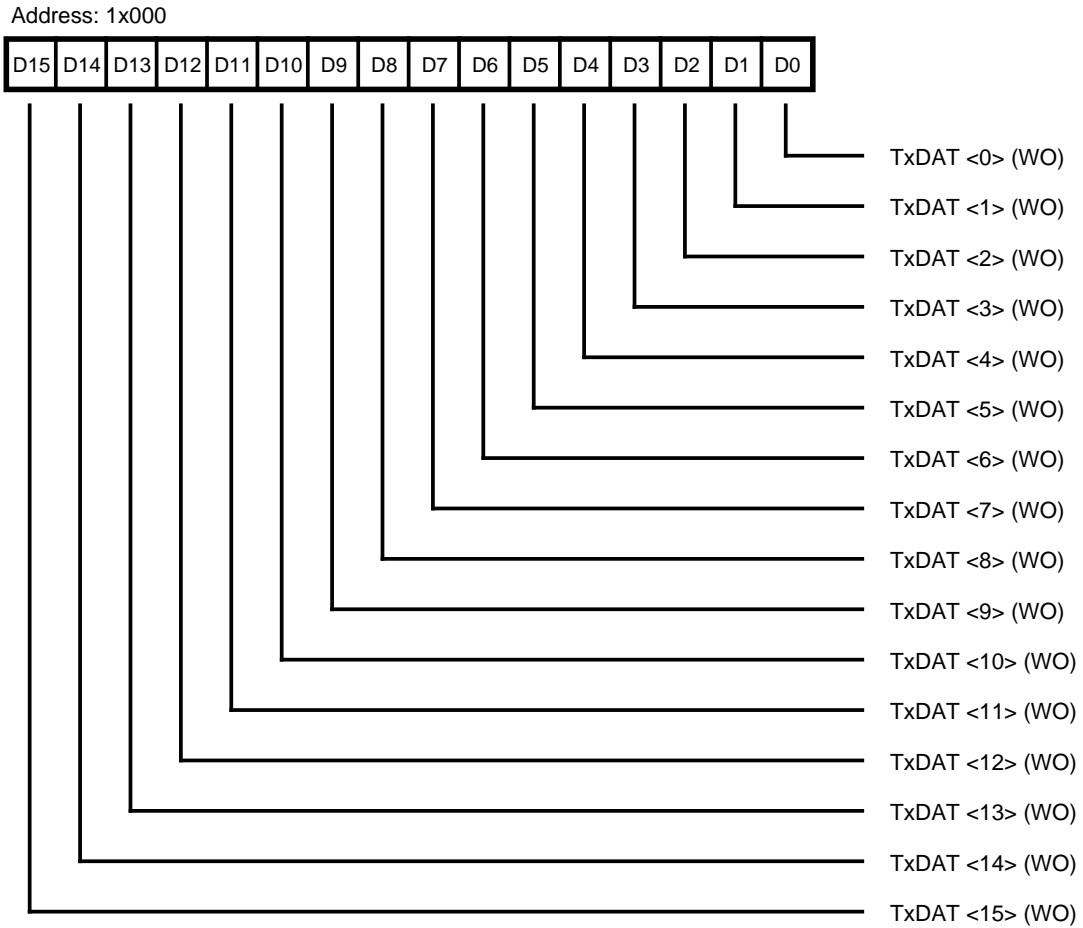 Address: 1x000
D15 D14 D13 D12 D11 D10 D9 D8 D7 D6 D5 D4 D3 D2 D1 D0
TxDAT <0> (WO)
TxDAT <1> (WO)
TxDAT <2> (WO)
TxDAT <3> (WO)
TxDAT <4> (WO)
TxDAT <5> (WO)
TxDAT <6> (WO)
TxDAT <7> (WO)
TxDAT <8> (WO)
TxDAT <9> (WO)
TxDAT <10> (WO)
TxDAT <11> (WO)
TxDAT <12> (WO)
TxDAT <13> (WO)
TxDAT <14> (WO)
TxDAT <15> (WO)